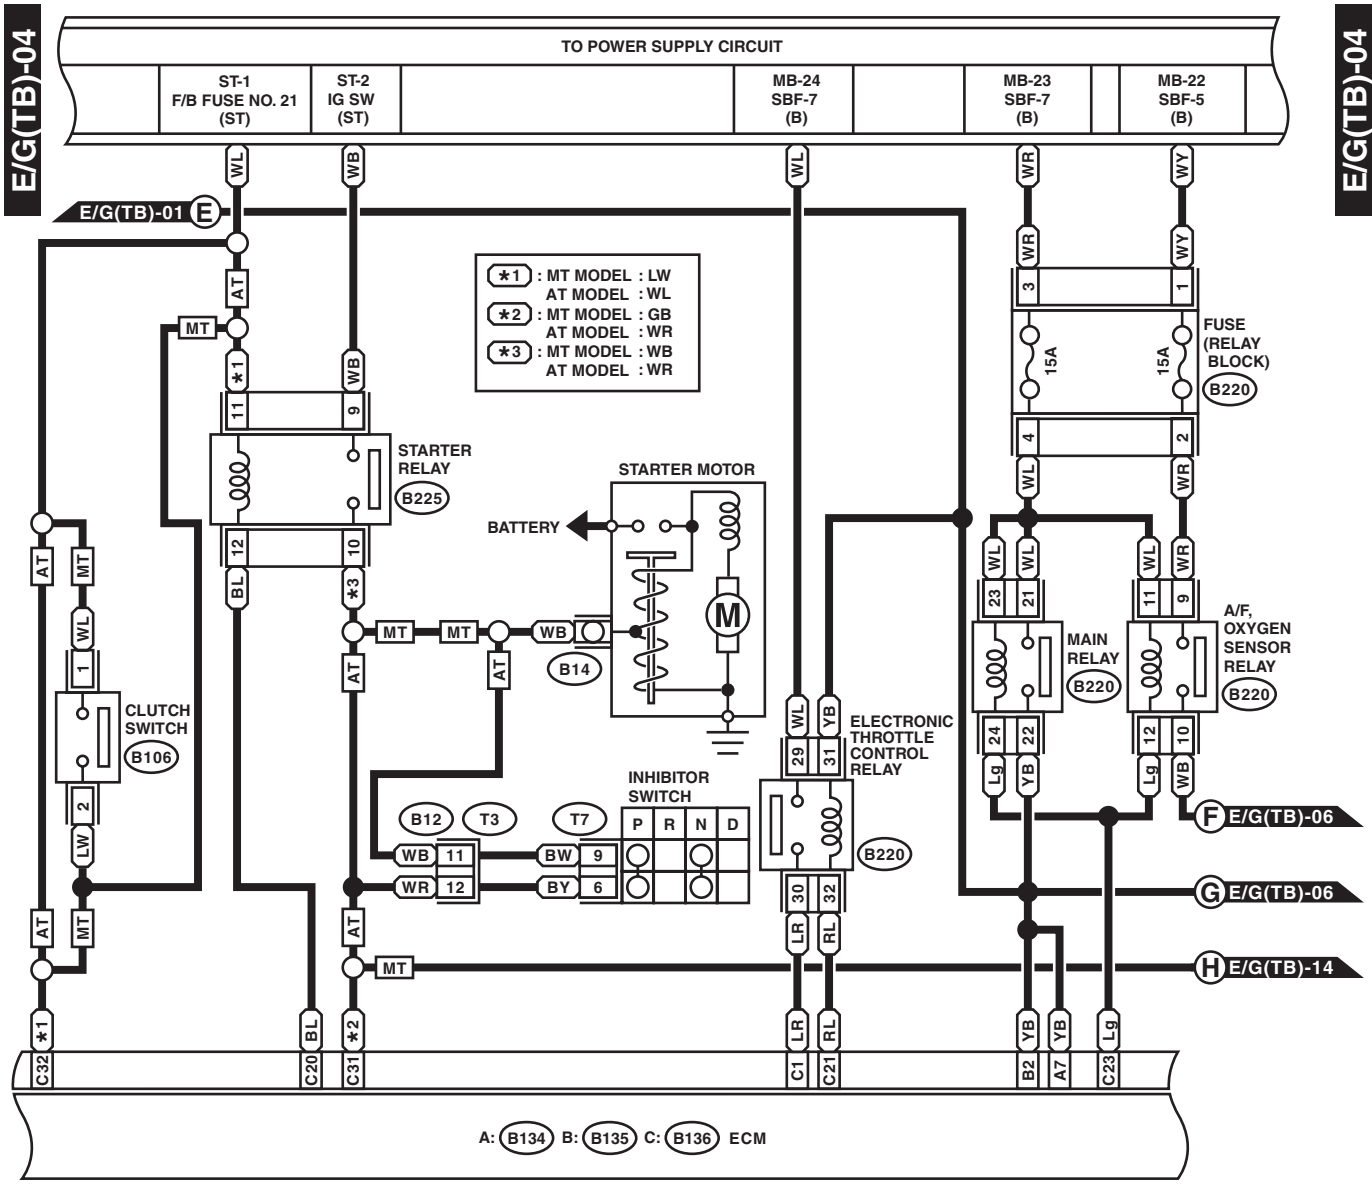 E/G(TB)-04
E/G(TB)-04
TO POWER SUPPLY CIRCUIT
ST-1
F/B FUSE NO. 21
(ST)
ST-2
IG SW
(ST)
MB-24
SBF-7
(B)
MB-23
SBF-7
(B)
MB-22
SBF-5
(B)
WL
WB
WL
WR
WY
E/G(TB)-01 E
WR
WY
AT
MT
*1
WB
*1 : MT MODEL : LW
AT MODEL : WL
*2 : MT MODEL : GB
AT MODEL : WR
*3 : MT MODEL : WB
AT MODEL : WR
3
1
15A
15A
FUSE
(RELAY
BLOCK)
B220
4
2
WL
WR
11
9
STARTER
RELAY
B225
12
10
BL
*3
STARTER MOTOR
BATTERY
M
AT
MT
WL
WL
WL
WR
23
21
11
9
MAIN
RELAY
B220
A/F,
OXYGEN
SENSOR
RELAY
B220
24
22
12
10
Lg
YB
Lg
WB
MT
MT
WB
B14
AT
AT
WL
1
CLUTCH
SWITCH
B106
2
LW
WL
YB
29
31
ELECTRONIC
THROTTLE
CONTROL
RELAY
B220
30
32
LR
RL
INHIBITOR
SWITCH
P R N D
B12
T3
T7
WB 11
BW 9
WR 12
BY 6
F E/G(TB)-06
G E/G(TB)-06
H E/G(TB)-14
AT
MT
AT
MT
*1
BL
*2
LR
RL
YB
YB
Lg
C32
C20
C31
C1
C21
B2
A7
C23
A: B134 B: B135 C: B136 ECM